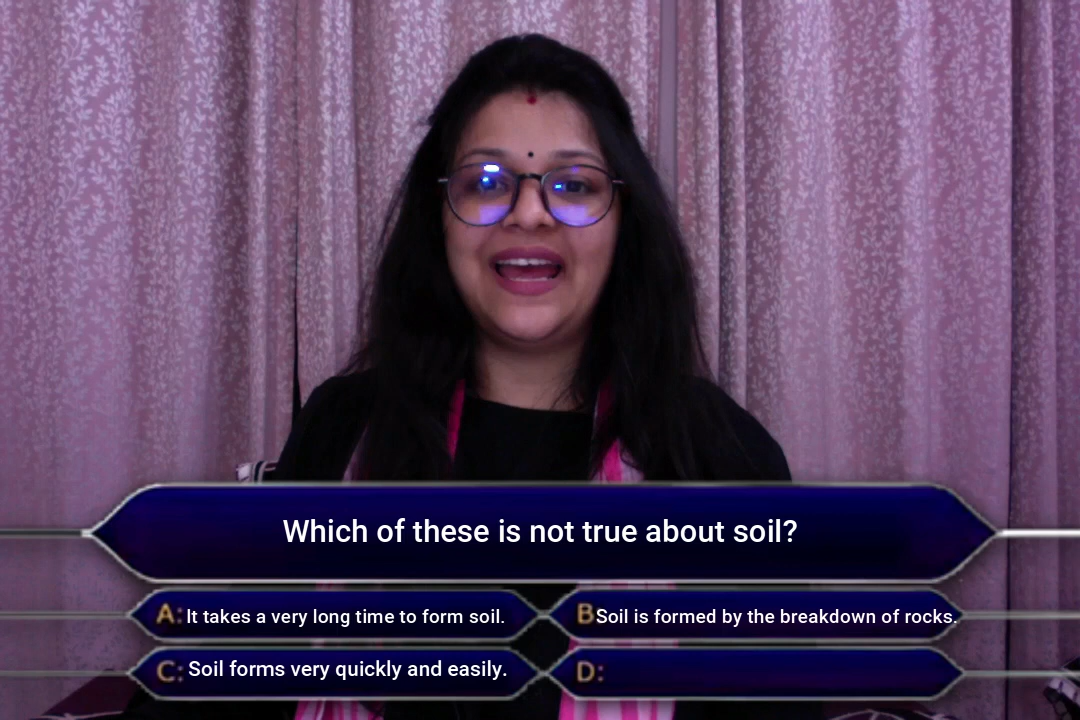 Which of these is not true about soil?
A: It takes a very long time to form soil.
B Soil is formed by the breakdown of rocks.
C: Soil forms very quickly and easily.
D: